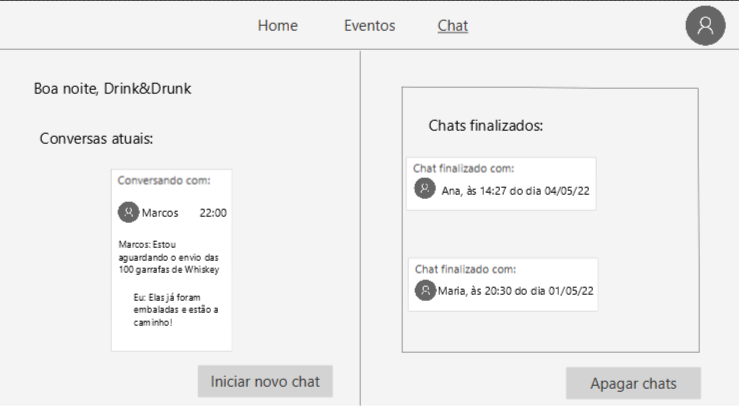 Home Eventos Chat
Boa noite, Drink&Drunk
Conversas atuais:
Conversando com:
Marcos 22:00
Marcos: Estou
aguardando o envio das
100 garrafas de Whiskey
Eu: Elas já foram
embaladas e estão a
caminho!
Iniciar novo chat
Chats finalizados:
Chat finalizado com:
Ana, às 14:27 do dia 04/05/22
Chat finalizado com:
Maria, às 20:30 do dia 01/05/22
Apagar chats